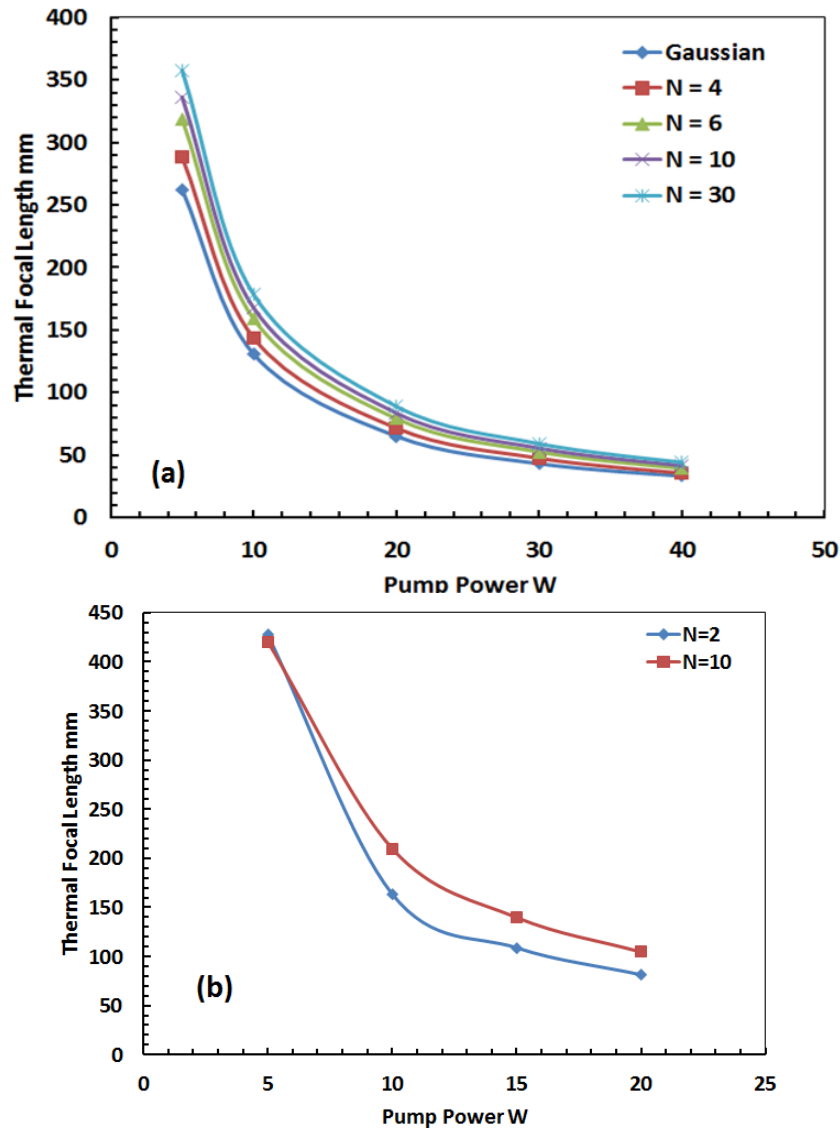 400
350
300
250
200
150
100
50
0
Thermal Focal Length mm
Gaussian
N = 4
N = 6
N = 10
N = 30
(a)
0 10 20 30 40 50
Pump Power W
450
400
350
300
250
200
150
100
50
0
Thermal Focal Length mm
N=2
N=10
(b)
0 5 10 15 20 25
Pump Power W